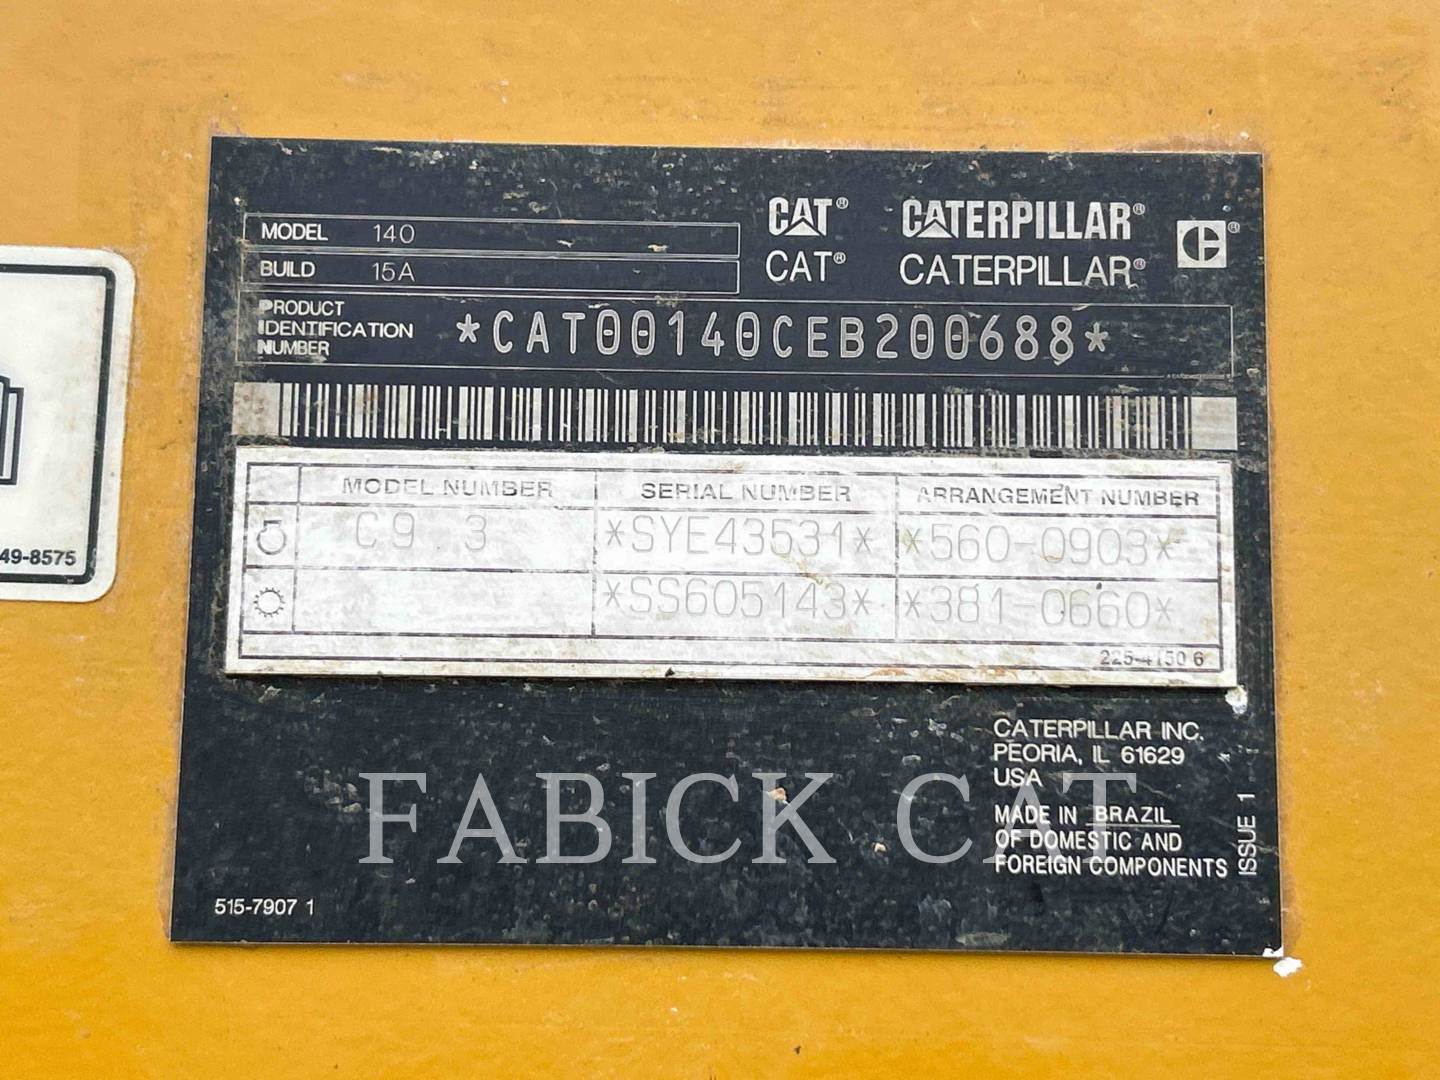 MODEL 140
BUILD 15A
CAT® CATERPILLAR®
CAT® CATERPILLAR®
PRODUCT
IDENTIFICATION
NUMBER
*CAT00140CEB200688*
MODEL NUMBER SERIAL NUMBER ARRANGEMENT NUMBER
C9 3 *SYE43531* *560-0903*
*SS605143* *381-0660*
225-4150 6
49-8575
CATERPILLAR INC.
PEORIA, IL 61629
USA
MADE IN BRAZIL
OF DOMESTIC AND
FOREIGN COMPONENTS
ISSUE 1
FABICK CAT
515-7907 1